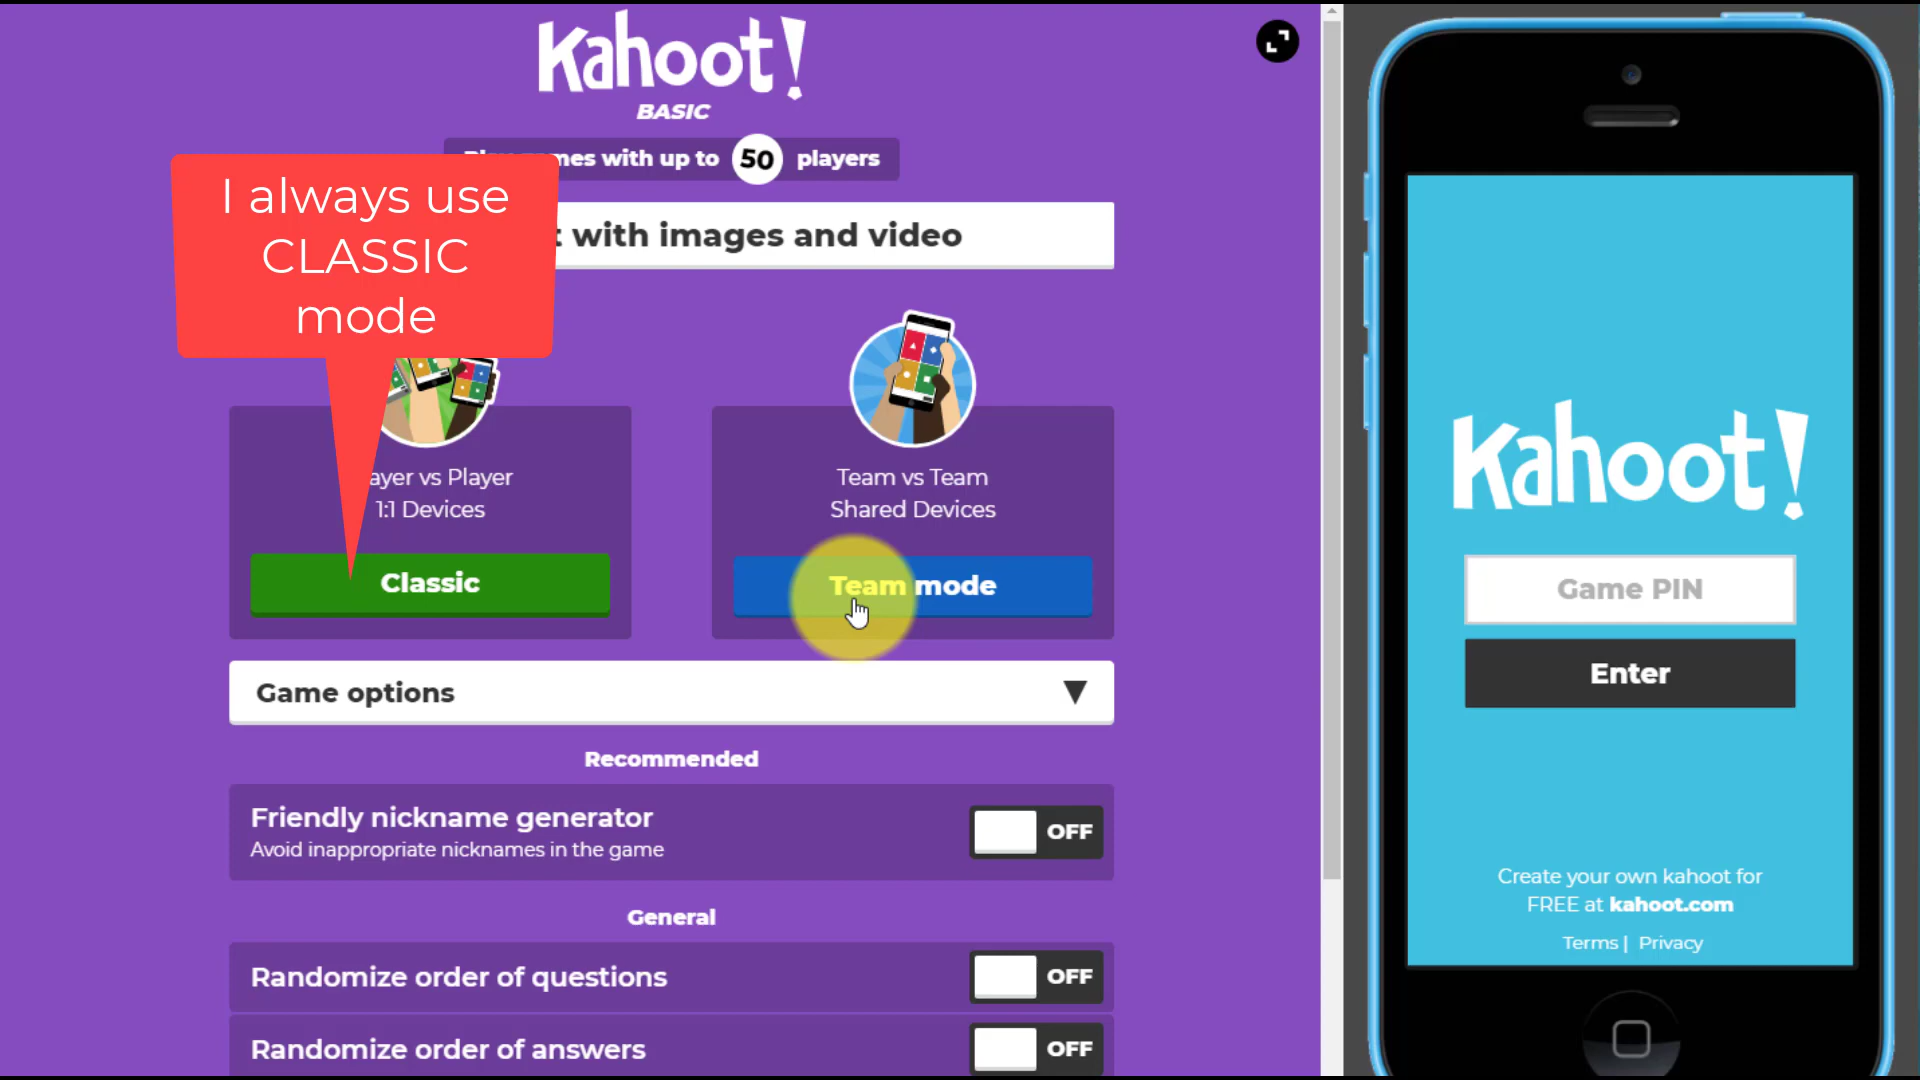 Kahoot!
BASIC
games with up to 50 players
I always use
CLASSIC
mode
with images and video
Player vs Player
1:1 Devices
Classic
Team vs Team
Shared Devices
Team mode
Game options
Recommended
Friendly nickname generator
Avoid inappropriate nicknames in the game
OFF
General
Randomize order of questions
OFF
Randomize order of answers
OFF
Kahoot!
Game PIN
Enter
Create your own kahoot for
FREE at kahoot.com
Terms | Privacy